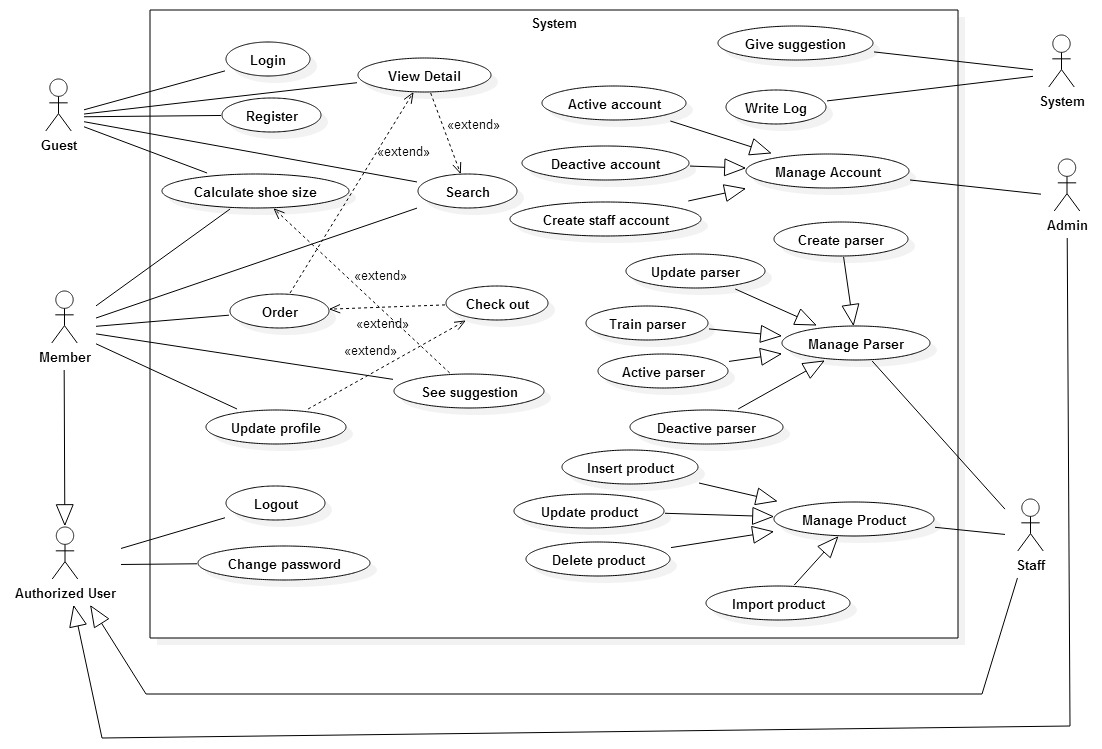 System
Give suggestion
Login
View Detail
Active account
Write Log
System
Register
«extend»
Guest
«extend»
Deactive account
Manage Account
Calculate shoe size
Search
Create staff account
Admin
Create parser
Update parser
«extend»
Order
Check out
«extend»
Train parser
Member
«extend»
Manage Parser
Active parser
See suggestion
Update profile
Deactive parser
Insert product
Logout
Update product
Manage Product
Change password
Delete product
Staff
Authorized User
Import product